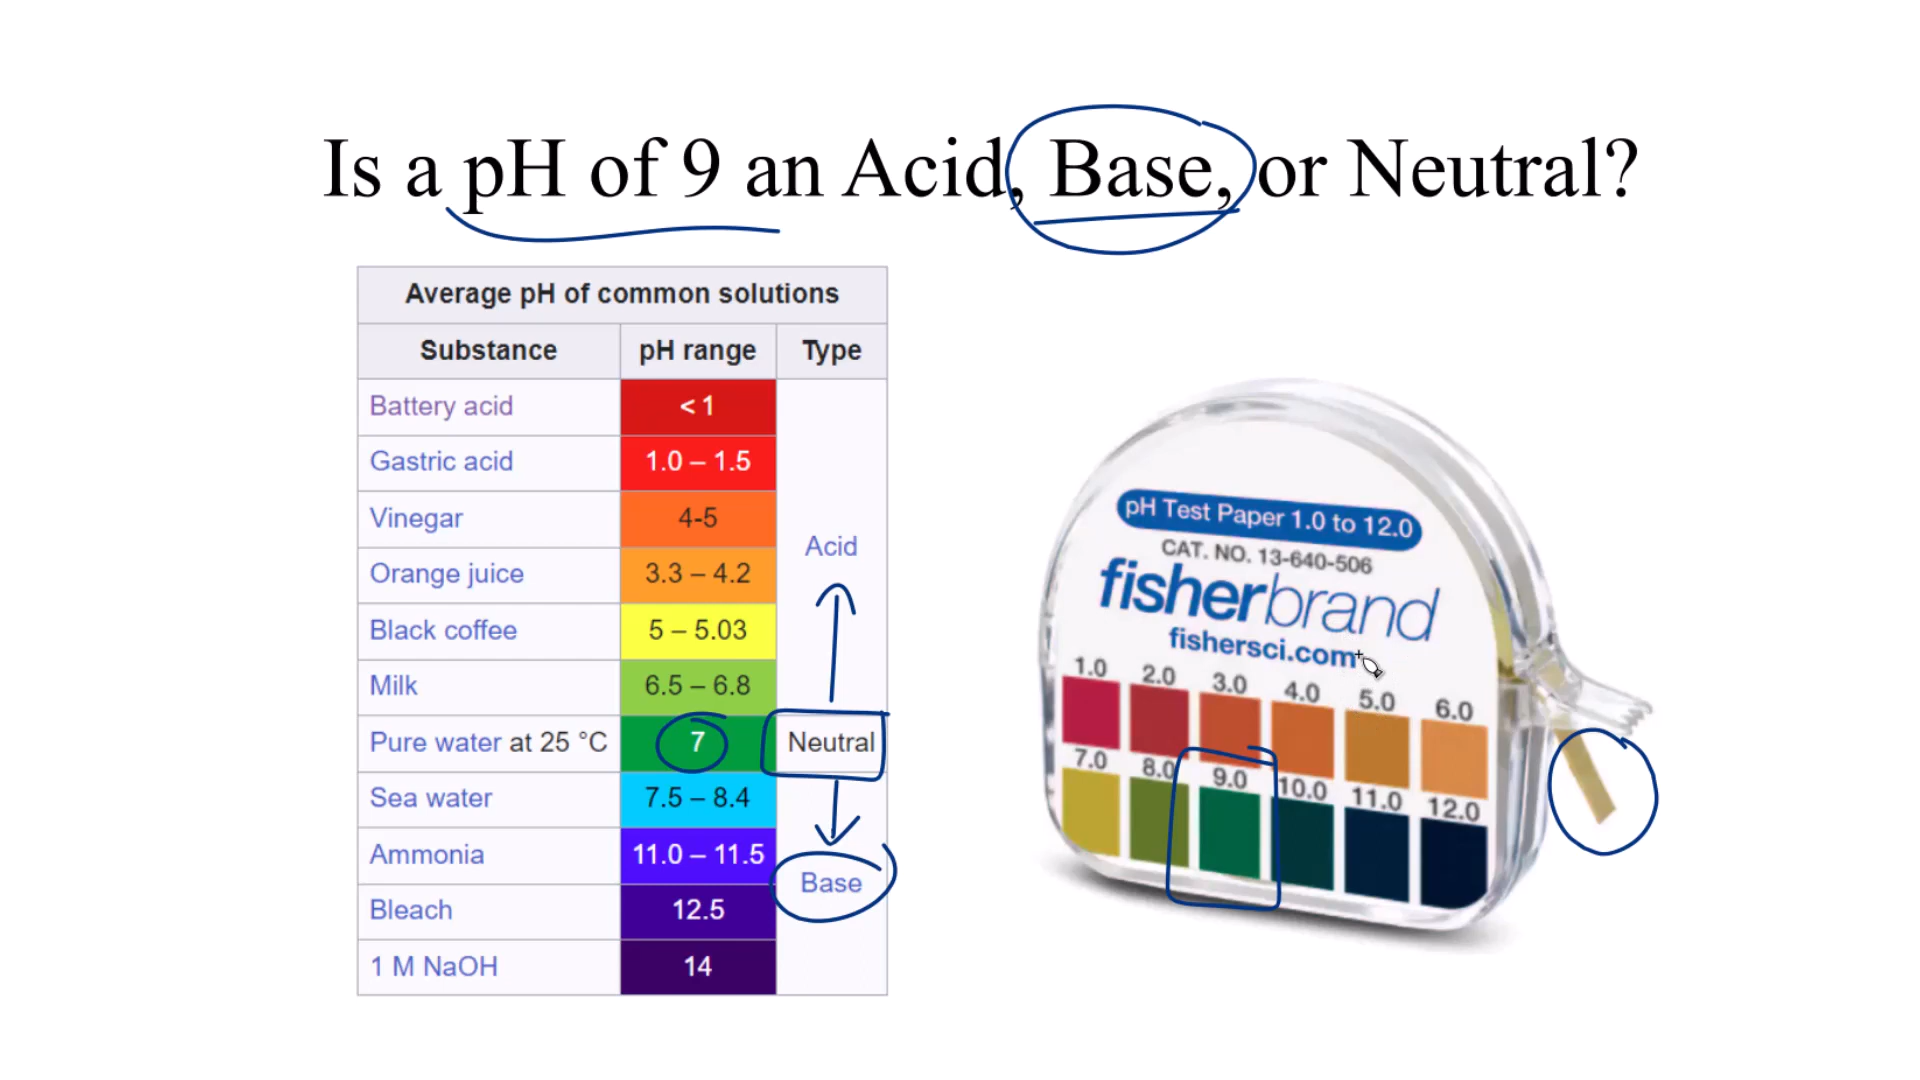 Is a pH of 9 an Acid, Base, or Neutral?
Average pH of common solutions
Substance pH range Type
Battery acid < 1
Gastric acid 1.0 – 1.5
Vinegar 4-5
Acid
Orange juice 3.3 – 4.2
Black coffee 5 – 5.03
Milk 6.5 – 6.8
Pure water at 25 °C 7 Neutral
Sea water 7.5 – 8.4
Ammonia 11.0 – 11.5
Base
Bleach 12.5
1 M NaOH 14
pH Test Paper 1.0 to 12.0
CAT. NO. 13-640-506
fisherbrand
fishersci.com
1.0 2.0 3.0 4.0 5.0 6.0
7.0 8.0 9.0 10.0 11.0 12.0